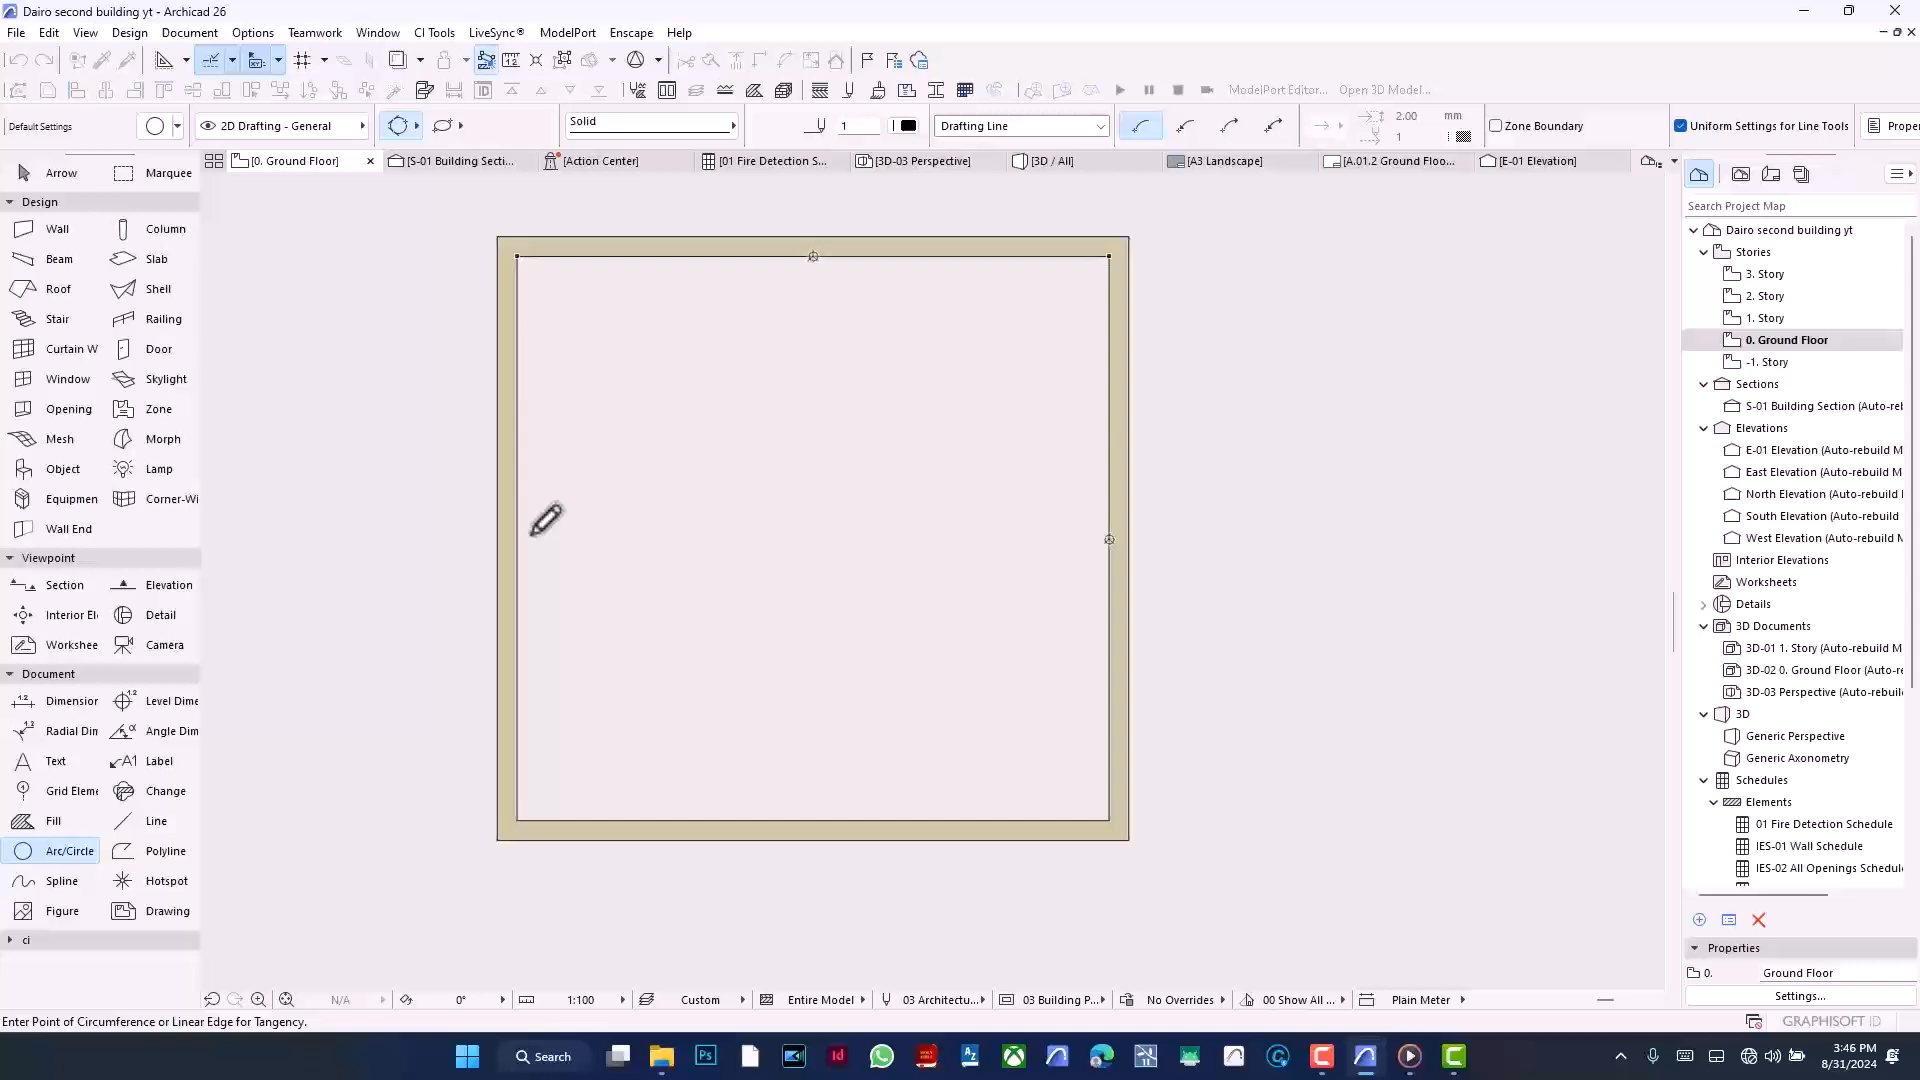 Dairo second building yt - Archicad 26
File Edit View Design Document Options Teamwork Window CI Tools LiveSync® ModelPort Enscape Help
ModelPort Editor... Open 3D Model...
Default Settings
2D Drafting - General
Solid
1
Drafting Line
2.00 mm
1
Zone Boundary
Uniform Settings for Line Tools
Proper
[0. Ground Floor] [S-01 Building Secti... [Action Center] [01 Fire Detection S... [3D-03 Perspective] [3D / All] [A3 Landscape] [A.01.2 Ground Floo... [E-01 Elevation]
Arrow Marquee
Design
Wall Column
Beam Slab
Roof Shell
Stair Railing
Curtain W Door
Window Skylight
Opening Zone
Mesh Morph
Object Lamp
Equipmen Corner-Wi
Wall End
Viewpoint
Section Elevation
Interior El Detail
Workshee Camera
Document
Dimension Level Dime
Radial Dim Angle Dim
Text Label
Grid Eleme Change
Fill Line
Arc/Circle Polyline
Spline Hotspot
Figure Drawing
ci
Search Project Map
Dairo second building yt
Stories
3. Story
2. Story
1. Story
0. Ground Floor
-1. Story
Sections
S-01 Building Section (Auto-rel
Elevations
E-01 Elevation (Auto-rebuild M
East Elevation (Auto-rebuild M
North Elevation (Auto-rebuild
South Elevation (Auto-rebuild
West Elevation (Auto-rebuild M
Interior Elevations
Worksheets
Details
3D Documents
3D-01 1. Story (Auto-rebuild M
3D-02 0. Ground Floor (Auto-re
3D-03 Perspective (Auto-rebuild
3D
Generic Perspective
Generic Axonometry
Schedules
Elements
01 Fire Detection Schedule
IES-01 Wall Schedule
IES-02 All Openings Schedul
Properties
0. Ground Floor
Settings...
N/A 0° 1:100 Custom Entire Model 03 Architectu... 03 Building P... No Overrides 00 Show All ... Plain Meter
Enter Point of Circumference or Linear Edge for Tangency.
GRAPHISOFT ID
Search
3:46 PM
8/31/2024